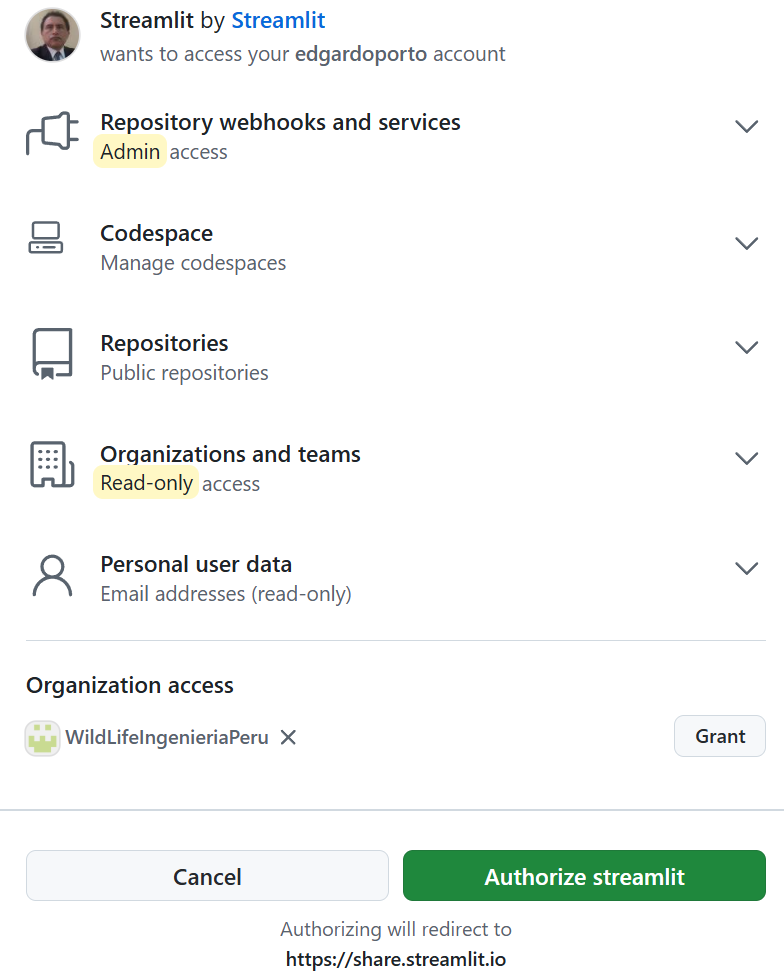 Streamlit by Streamlit
wants to access your edgardoporto account
Repository webhooks and services
Admin access
Codespace
Manage codespaces
Repositories
Public repositories
Organizations and teams
Read-only access
Personal user data
Email addresses (read-only)
Organization access
WildLifeIngenieriaPeru
Grant
Cancel
Authorize streamlit
Authorizing will redirect to
https://share.streamlit.io